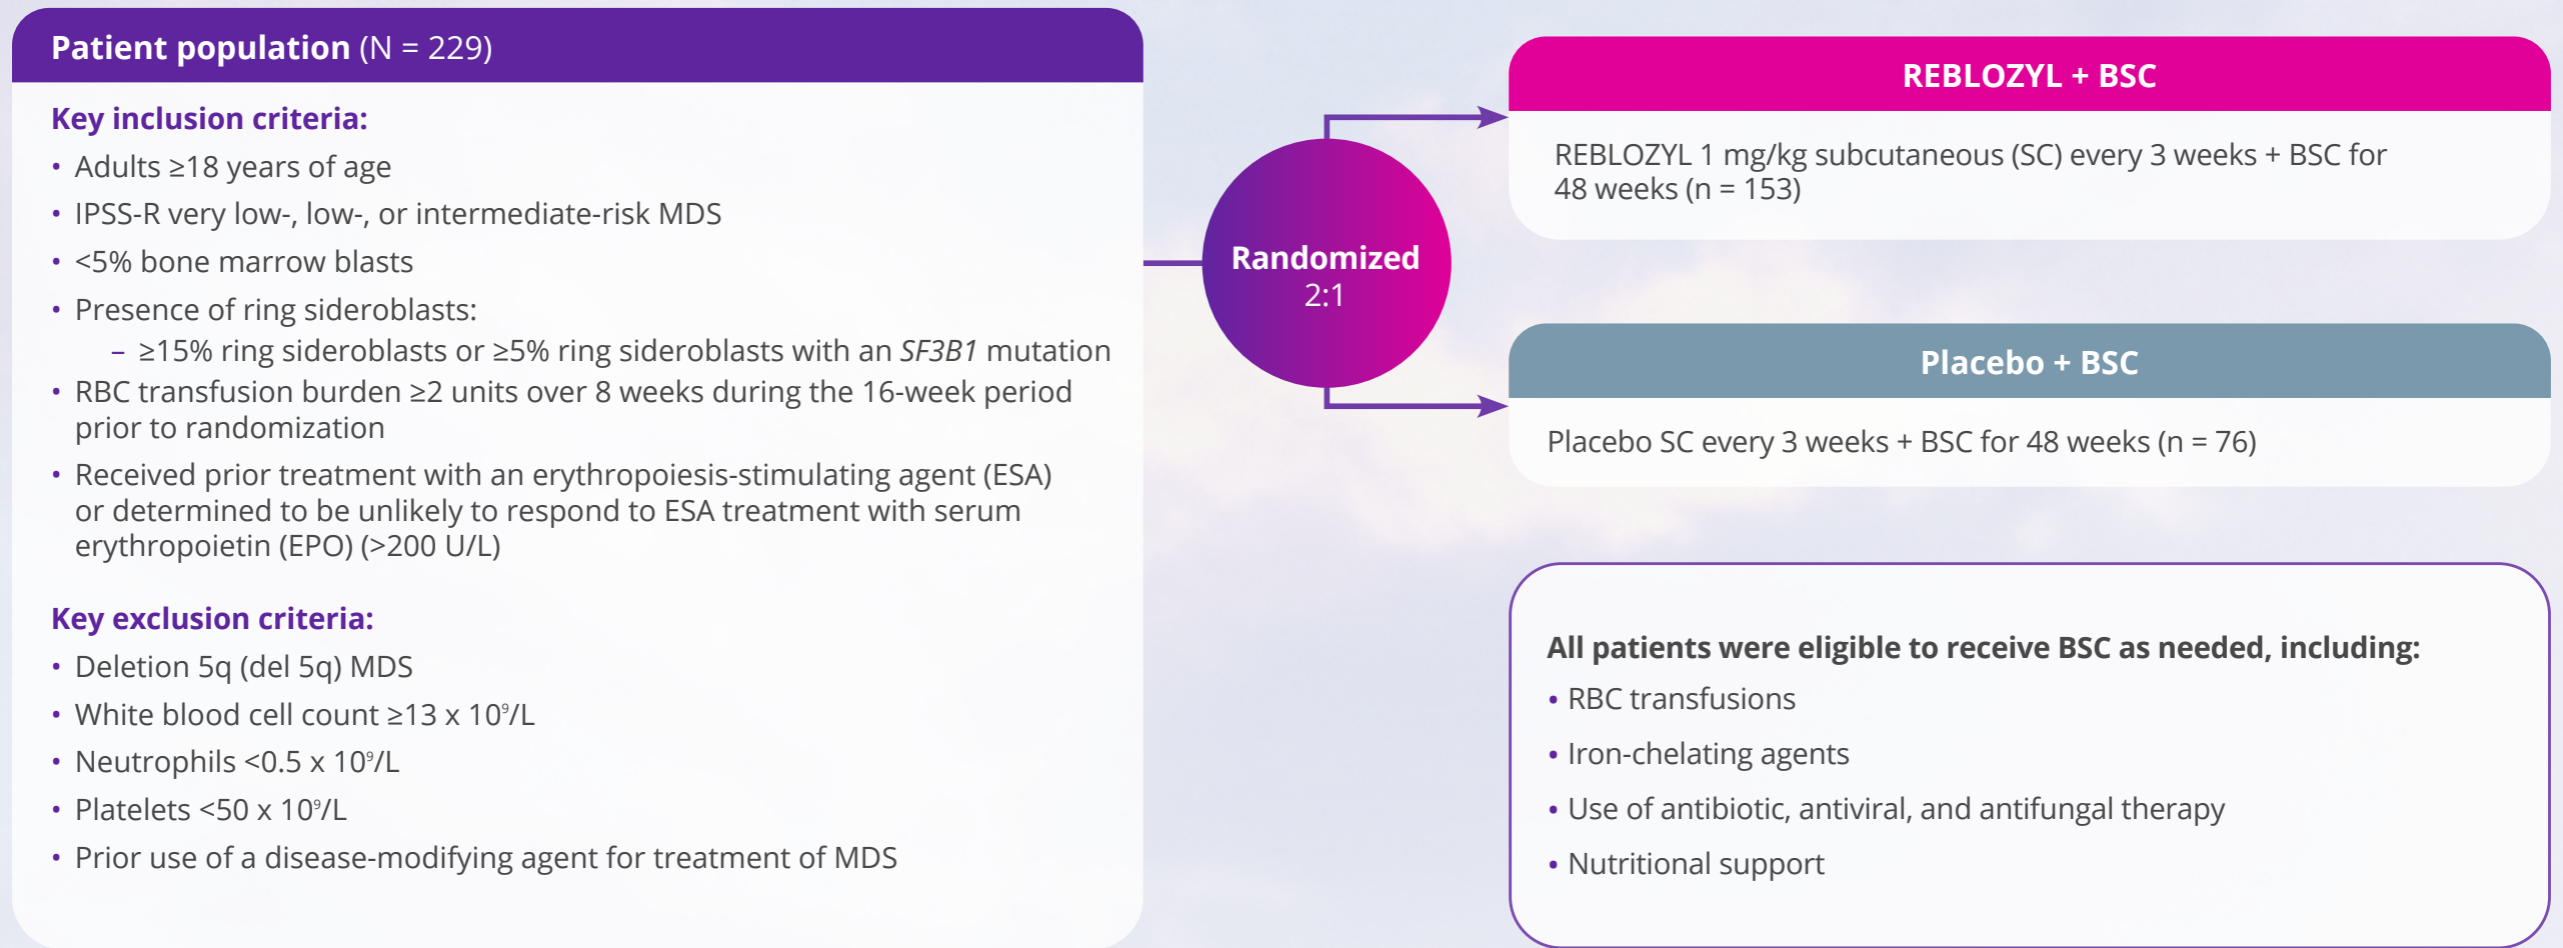 Patient population (N = 229)
Key inclusion criteria:
• Adults ≥18 years of age
• IPSS-R very low-, low-, or intermediate-risk MDS
• <5% bone marrow blasts
• Presence of ring sideroblasts:
– ≥15% ring sideroblasts or ≥5% ring sideroblasts with an SF3B1 mutation
• RBC transfusion burden ≥2 units over 8 weeks during the 16-week period
prior to randomization
• Received prior treatment with an erythropoiesis-stimulating agent (ESA)
or determined to be unlikely to respond to ESA treatment with serum
erythropoietin (EPO) (>200 U/L)
Key exclusion criteria:
• Deletion 5q (del 5q) MDS
• White blood cell count ≥13 x 10⁹/L
• Neutrophils <0.5 x 10⁹/L
• Platelets <50 x 10⁹/L
• Prior use of a disease-modifying agent for treatment of MDS
Randomized
2:1
REBLOZYL + BSC
REBLOZYL 1 mg/kg subcutaneous (SC) every 3 weeks + BSC for
48 weeks (n = 153)
Placebo + BSC
Placebo SC every 3 weeks + BSC for 48 weeks (n = 76)
All patients were eligible to receive BSC as needed, including:
• RBC transfusions
• Iron-chelating agents
• Use of antibiotic, antiviral, and antifungal therapy
• Nutritional support